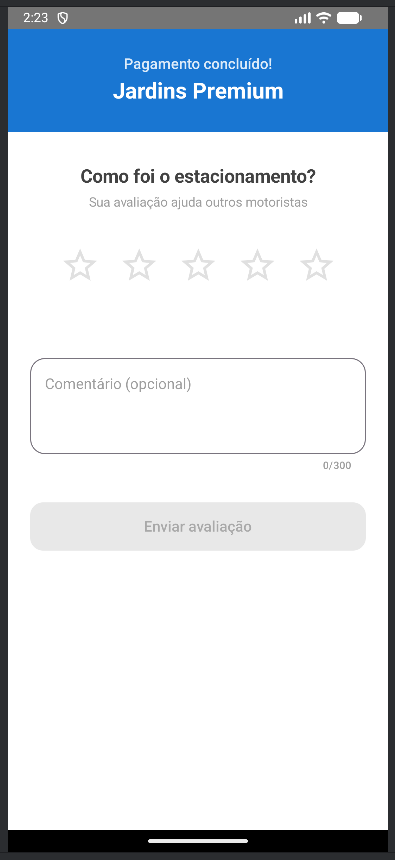 2:23
Pagamento concluído!
Jardins Premium
Como foi o estacionamento?
Sua avaliação ajuda outros motoristas
Comentário (opcional)
0/300
Enviar avaliação